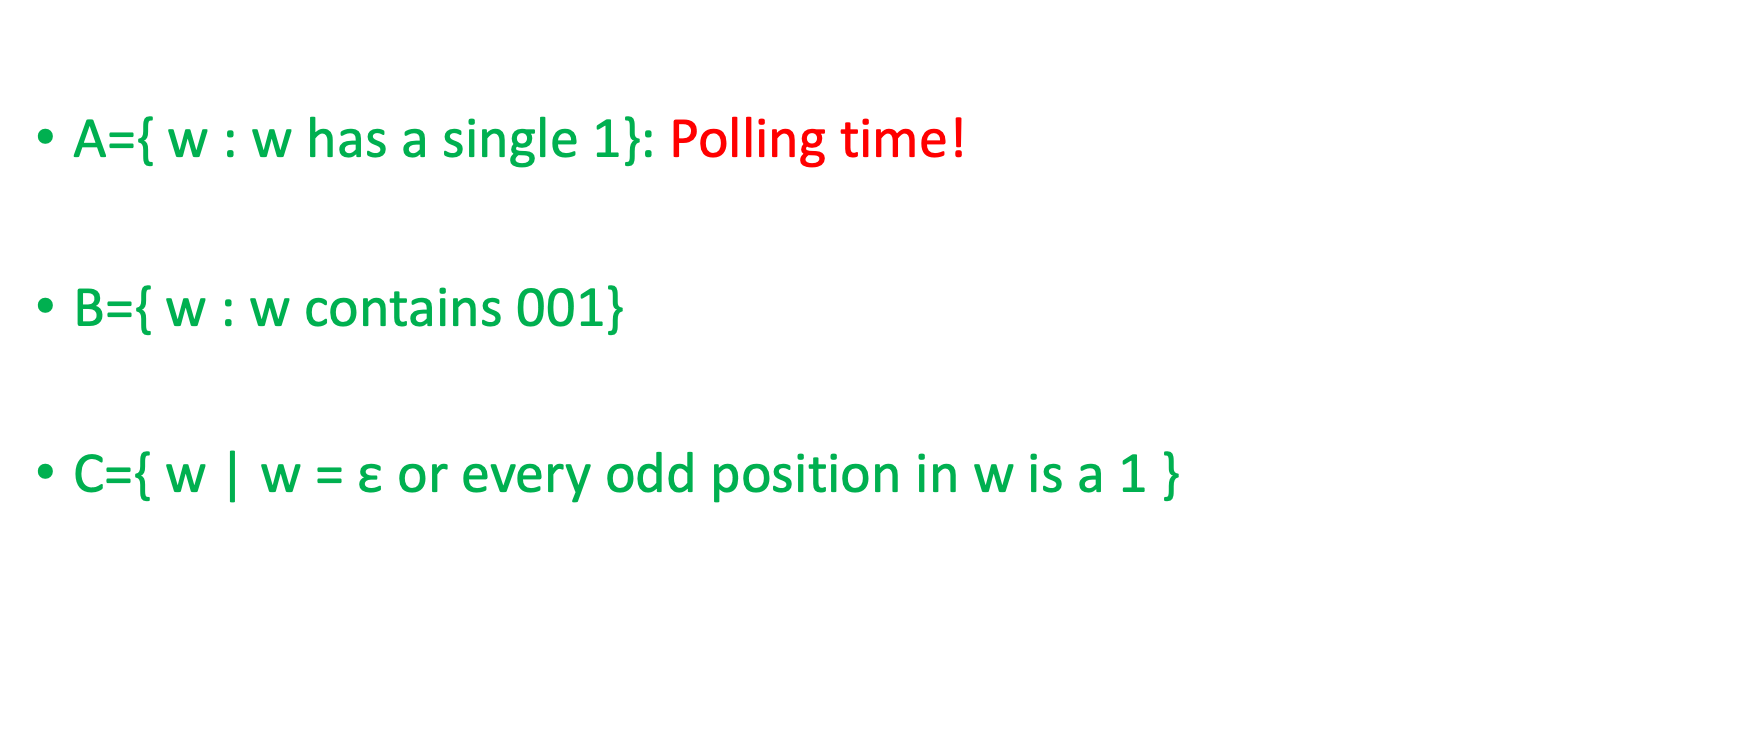 • A={ w : w has a single 1}: Polling time!
• B={ w : w contains 001}
• C={ w | w = ε or every odd position in w is a 1 }